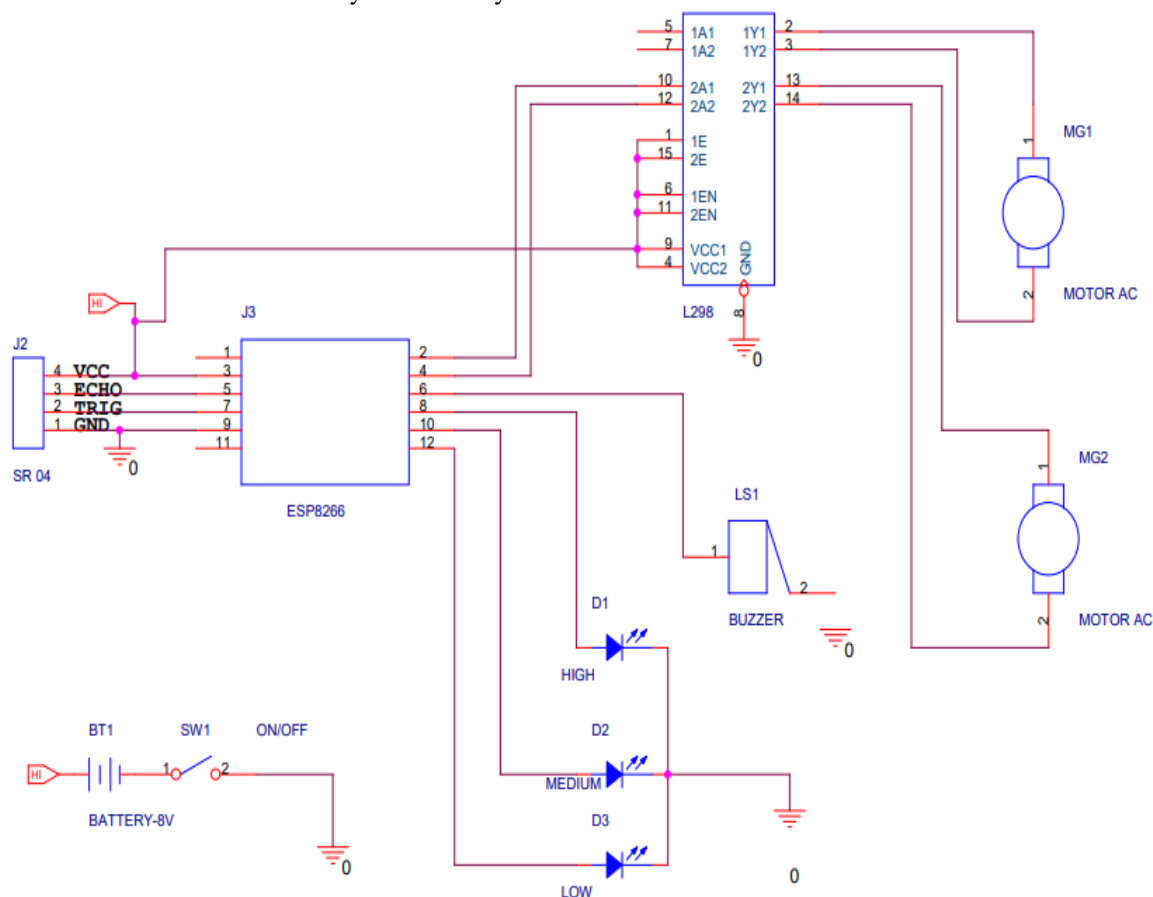 5 1A1 1Y1 2
7 1A2 1Y2 3
10 2A1 2Y1 13
12 2A2 2Y2 14
1 1E
15 2E
6 1EN
11 2EN
9 VCC1
4 VCC2
GND
8
L298
0
1
MG1
2
MOTOR AC
HI
J3
J2
4 VCC
3 ECHO
2 TRIG
1 GND
0
SR 04
1 2
3 4
5 6
7 8
9 10
11 12
ESP8266
1
MG2
2
MOTOR AC
LS1
1
2
BUZZER
0
D1
HIGH
D2
MEDIUM
D3
LOW
0
BT1 SW1 ON/OFF
HI
1 2
BATTERY-8V
0